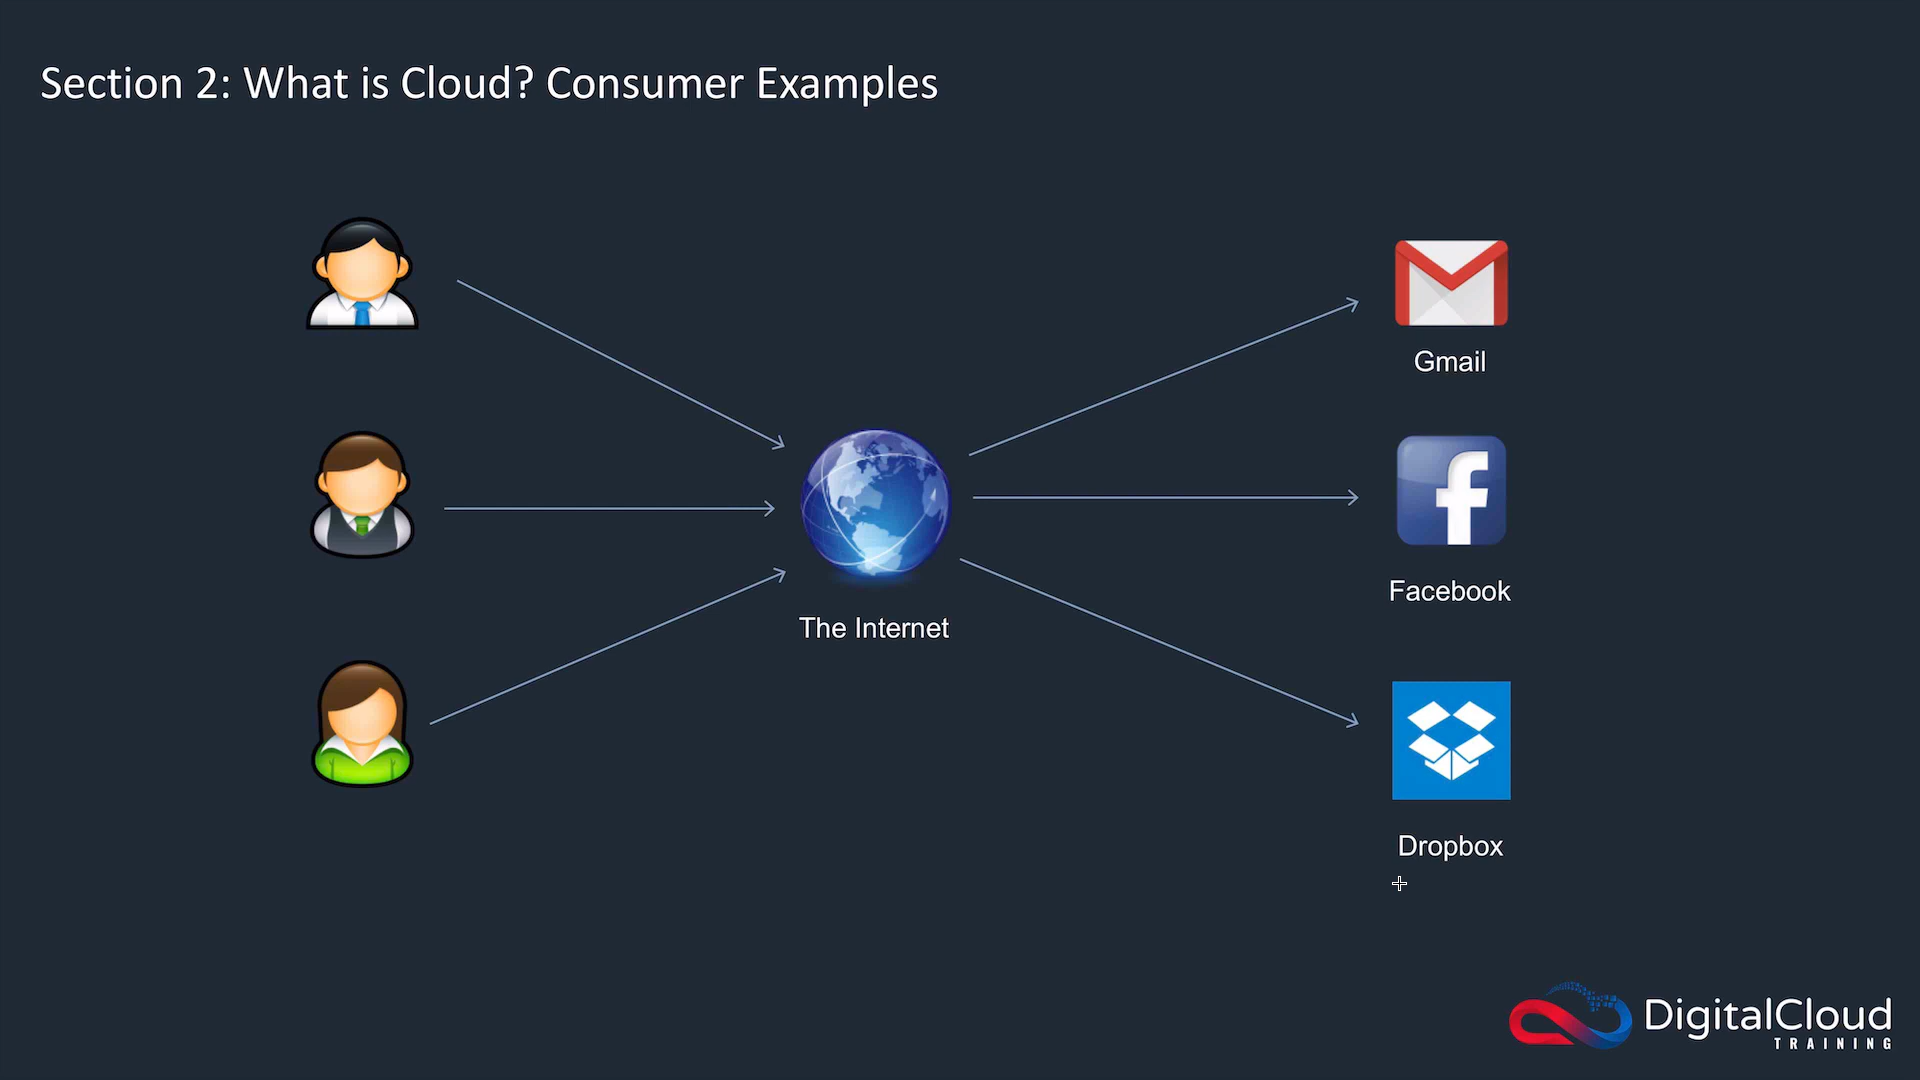 Section 2: What is Cloud? Consumer Examples
Gmail
Facebook
The Internet
Dropbox
DigitalCloud
TRAINING